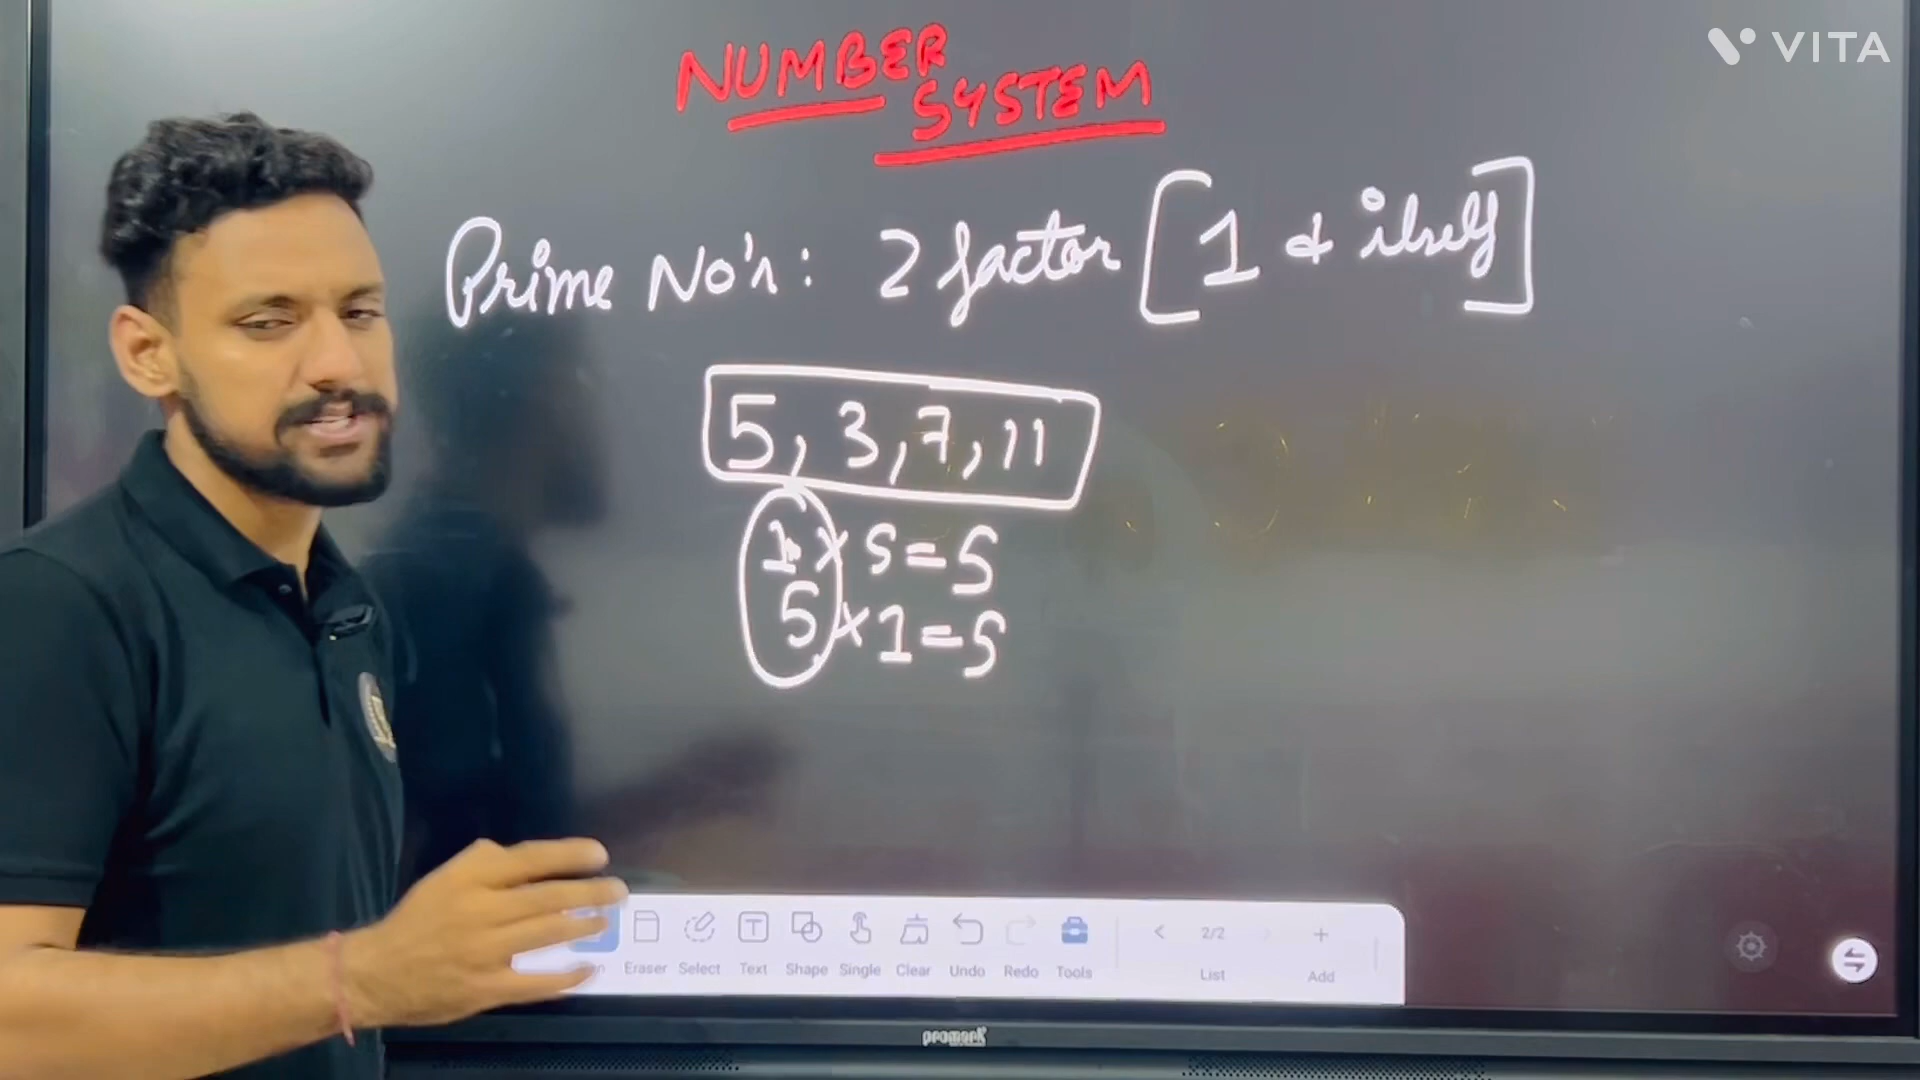 VITA
NUMBER
SYSTEM
Prime No's: 2 factor [1 & itself]
5, 3, 7, 11
1 x 5 = 5
5 x 1 = 5
Eraser Select Text Shape Single Clear Undo Redo Tools < 2/2 > List + Add
promark